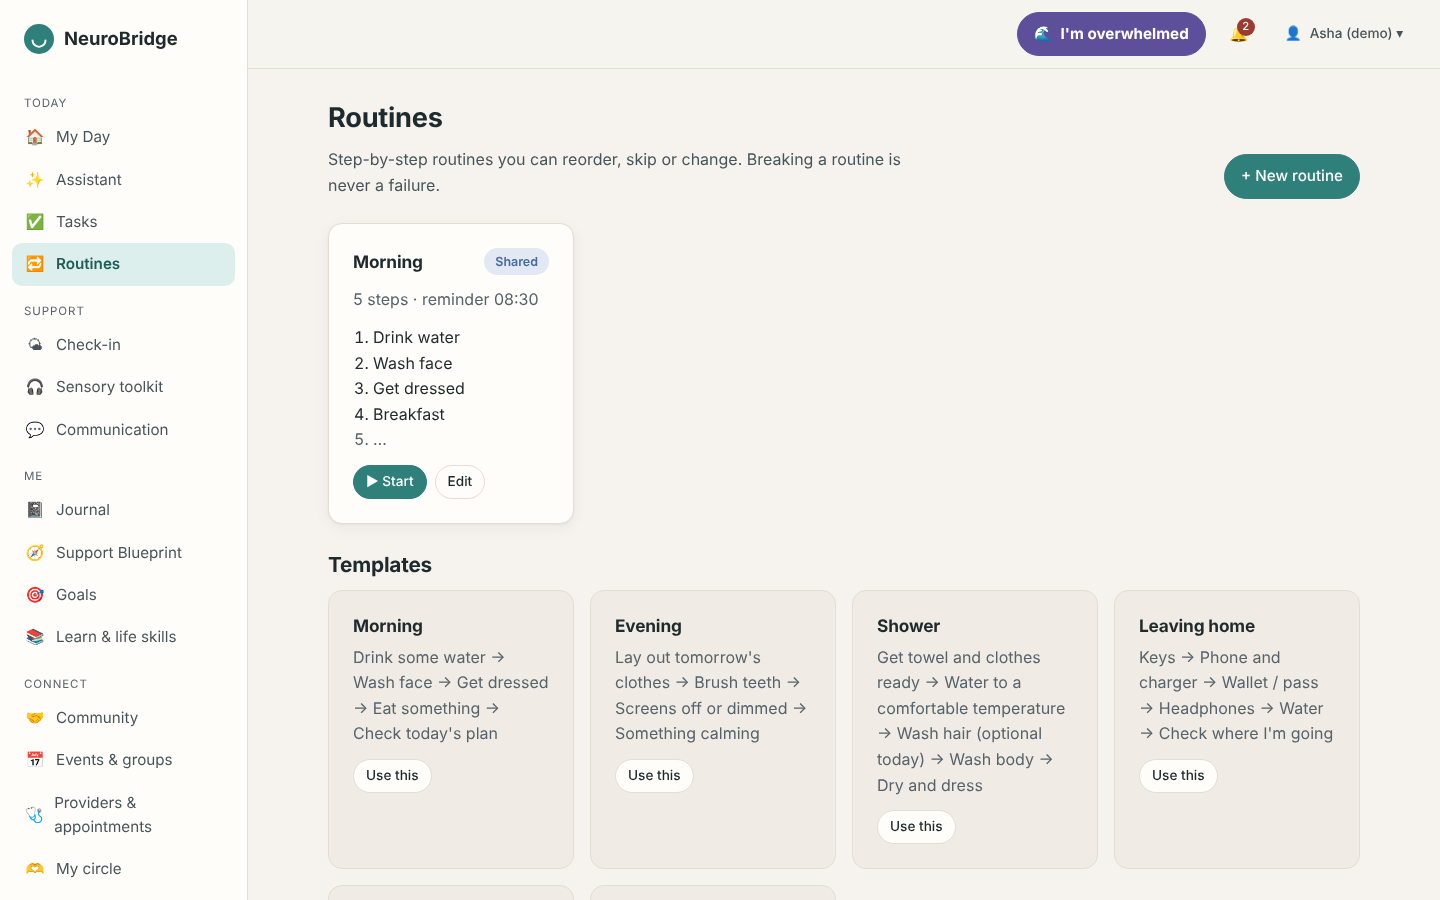 NeuroBridge
I'm overwhelmed
2
Asha (demo) ▾
TODAY
My Day
Assistant
Tasks
Routines
SUPPORT
Check-in
Sensory toolkit
Communication
ME
Journal
Support Blueprint
Goals
Learn & life skills
CONNECT
Community
Events & groups
Providers &
appointments
My circle
Routines
Step-by-step routines you can reorder, skip or change. Breaking a routine is
never a failure.
+ New routine
Morning
Shared
5 steps · reminder 08:30
1. Drink water
2. Wash face
3. Get dressed
4. Breakfast
5. ...
▶ Start
Edit
Templates
Morning
Drink some water →
Wash face → Get dressed
→ Eat something →
Check today's plan
Use this
Evening
Lay out tomorrow's
clothes → Brush teeth →
Screens off or dimmed →
Something calming
Use this
Shower
Get towel and clothes
ready → Water to a
comfortable temperature
→ Wash hair (optional
today) → Wash body →
Dry and dress
Use this
Leaving home
Keys → Phone and
charger → Wallet / pass
→ Headphones → Water
→ Check where I'm going
Use this